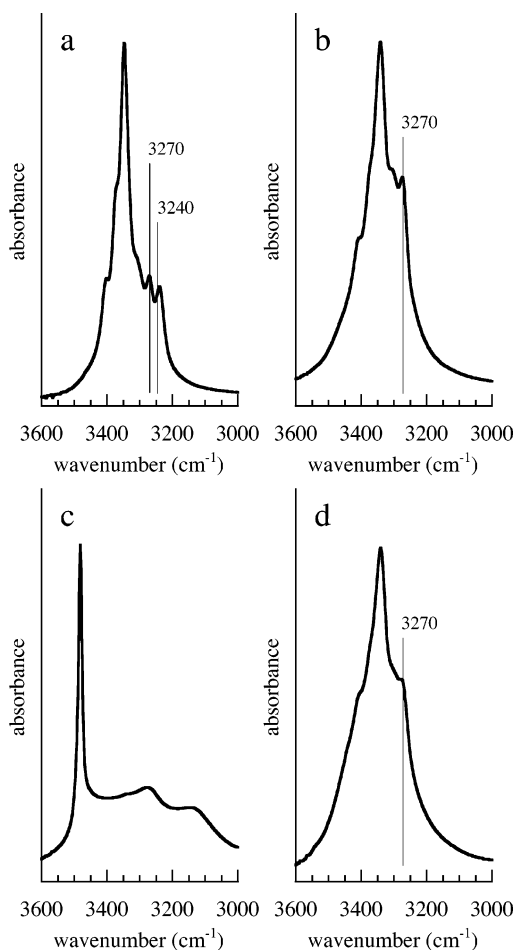 a b
3270 3270
3240
absorbance absorbance
3600 3400 3200 3000 3600 3400 3200 3000
wavenumber (cm⁻¹) wavenumber (cm⁻¹)
c d
3270
absorbance absorbance
3600 3400 3200 3000 3600 3400 3200 3000
wavenumber (cm⁻¹) wavenumber (cm⁻¹)